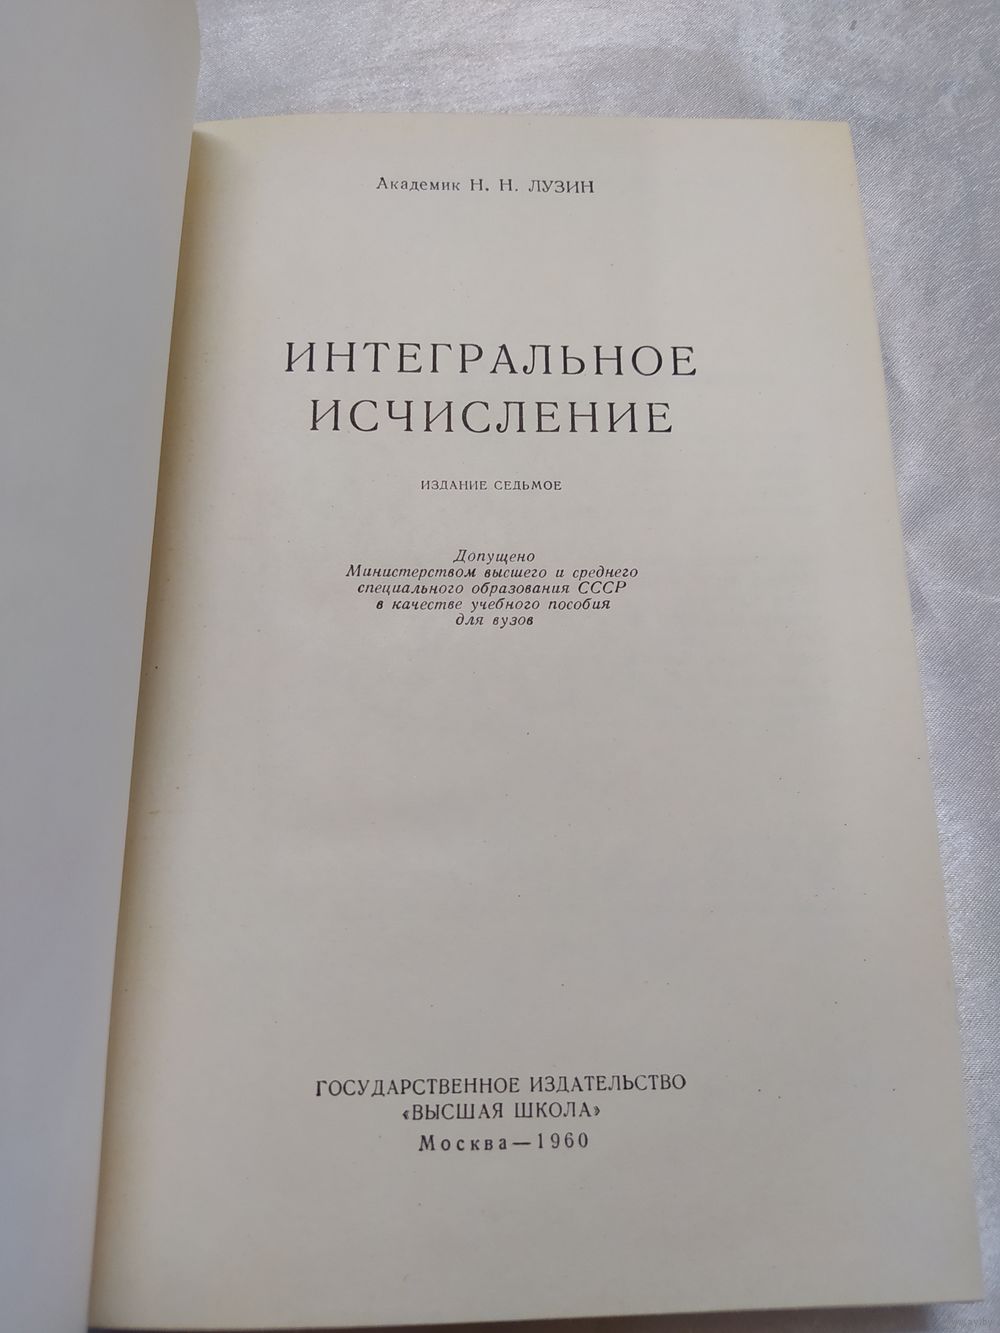 Академик Н. Н. ЛУЗИН
ИНТЕГРАЛЬНОЕ
ИСЧИСЛЕНИЕ
ИЗДАНИЕ СЕДЬМОЕ
Допущено
Министерством высшего и среднего
специального образования СССР
в качестве учебного пособия
для вузов
ГОСУДАРСТВЕННОЕ ИЗДАТЕЛЬСТВО
«ВЫСШАЯ ШКОЛА»
Москва—1960